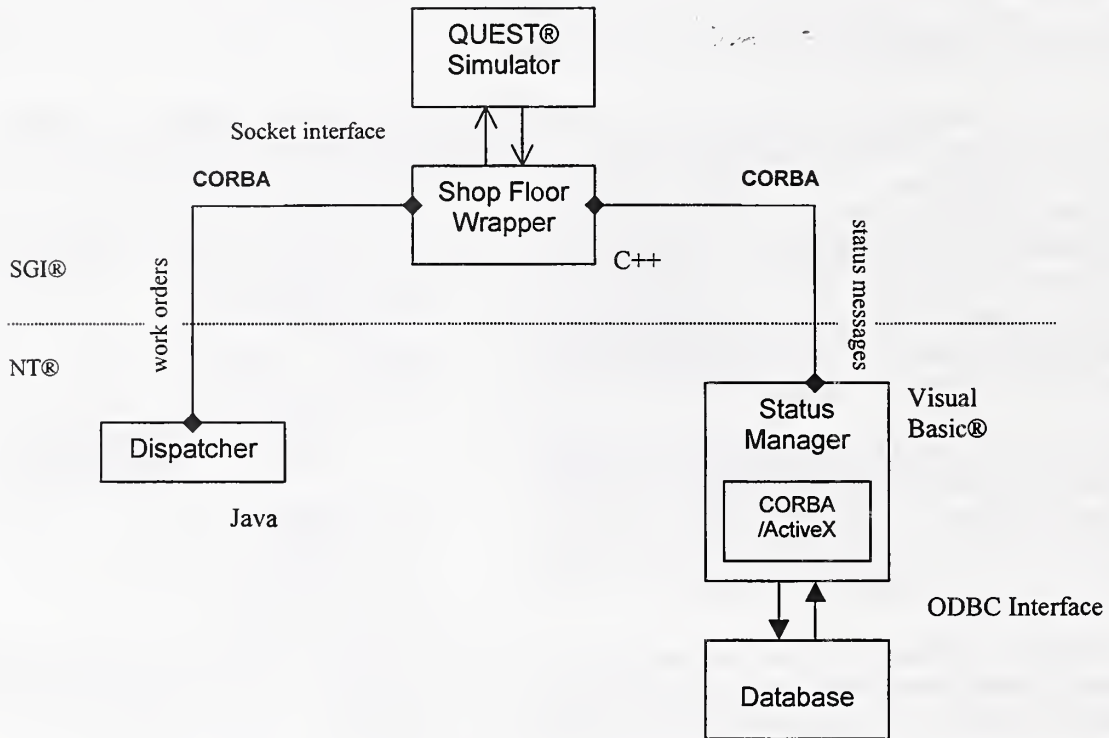 QUEST®
Simulator
Socket interface
CORBA
Shop Floor
Wrapper
CORBA
C++
SGI®
work orders
status messages
NT®
Dispatcher
Java
Status
Manager
Visual
Basic®
CORBA
/ActiveX
ODBC Interface
Database